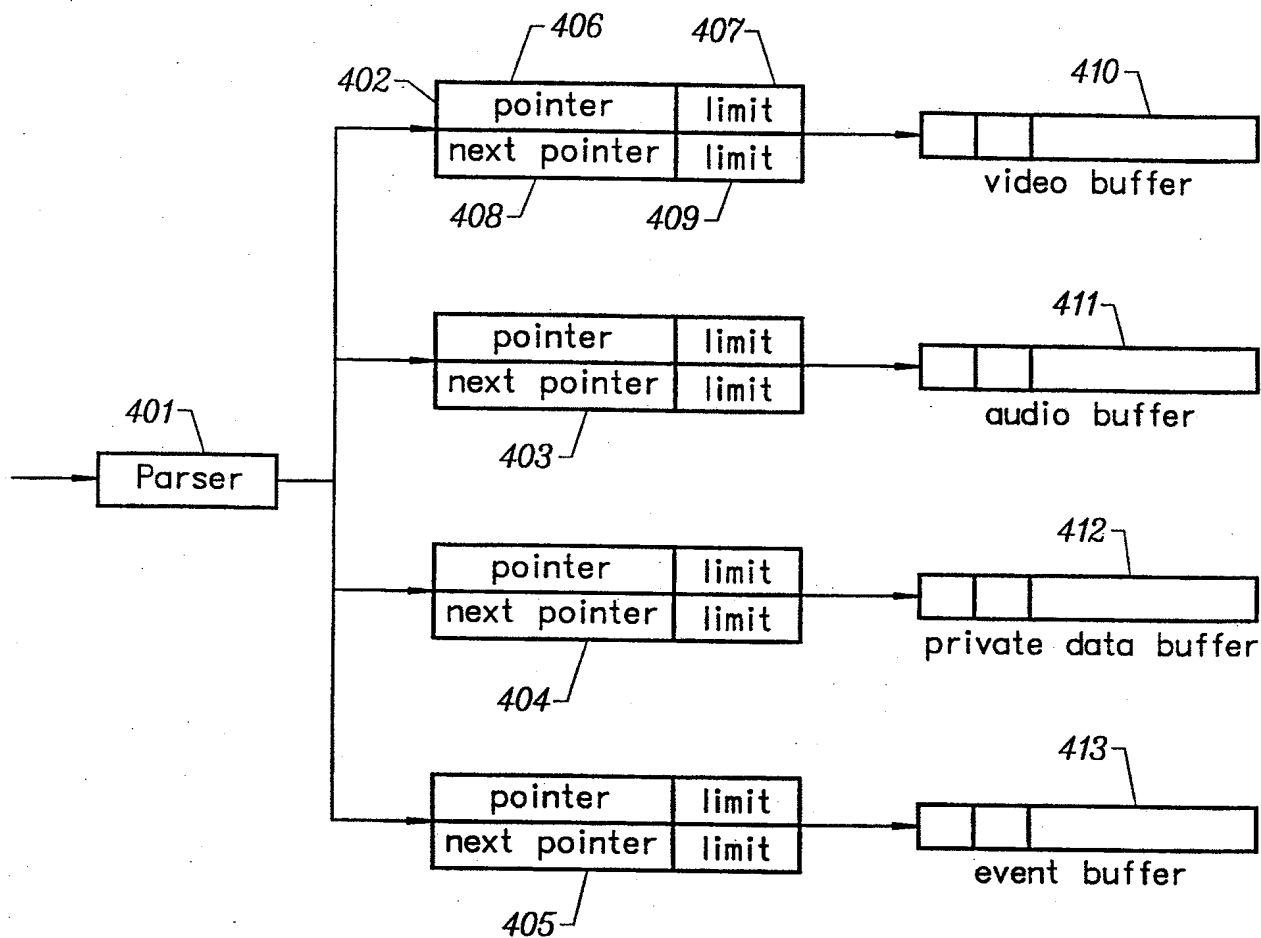 406
407
402
pointer limit
next pointer limit
408
409
410
video buffer
pointer limit
next pointer limit
403
411
audio buffer
401
Parser
pointer limit
next pointer limit
404
412
private data buffer
pointer limit
next pointer limit
405
413
event buffer